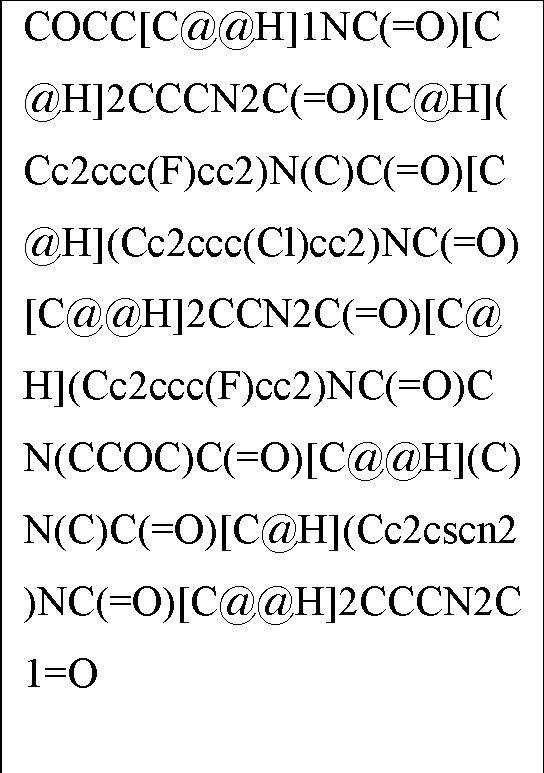 COCC[C@@H]1NC(=O)[C
@H]2CCCN2C(=O)[C@H](
Cc2ccc(F)cc2)N(C)C(=O)[C
@H](Cc2ccc(Cl)cc2)NC(=O)
[C@@H]2CCN2C(=O)[C@
H](Cc2ccc(F)cc2)NC(=O)C
N(CCOC)C(=O)[C@@H](C)
N(C)C(=O)[C@H](Cc2cscn2
)NC(=O)[C@@H]2CCCN2C
1=O